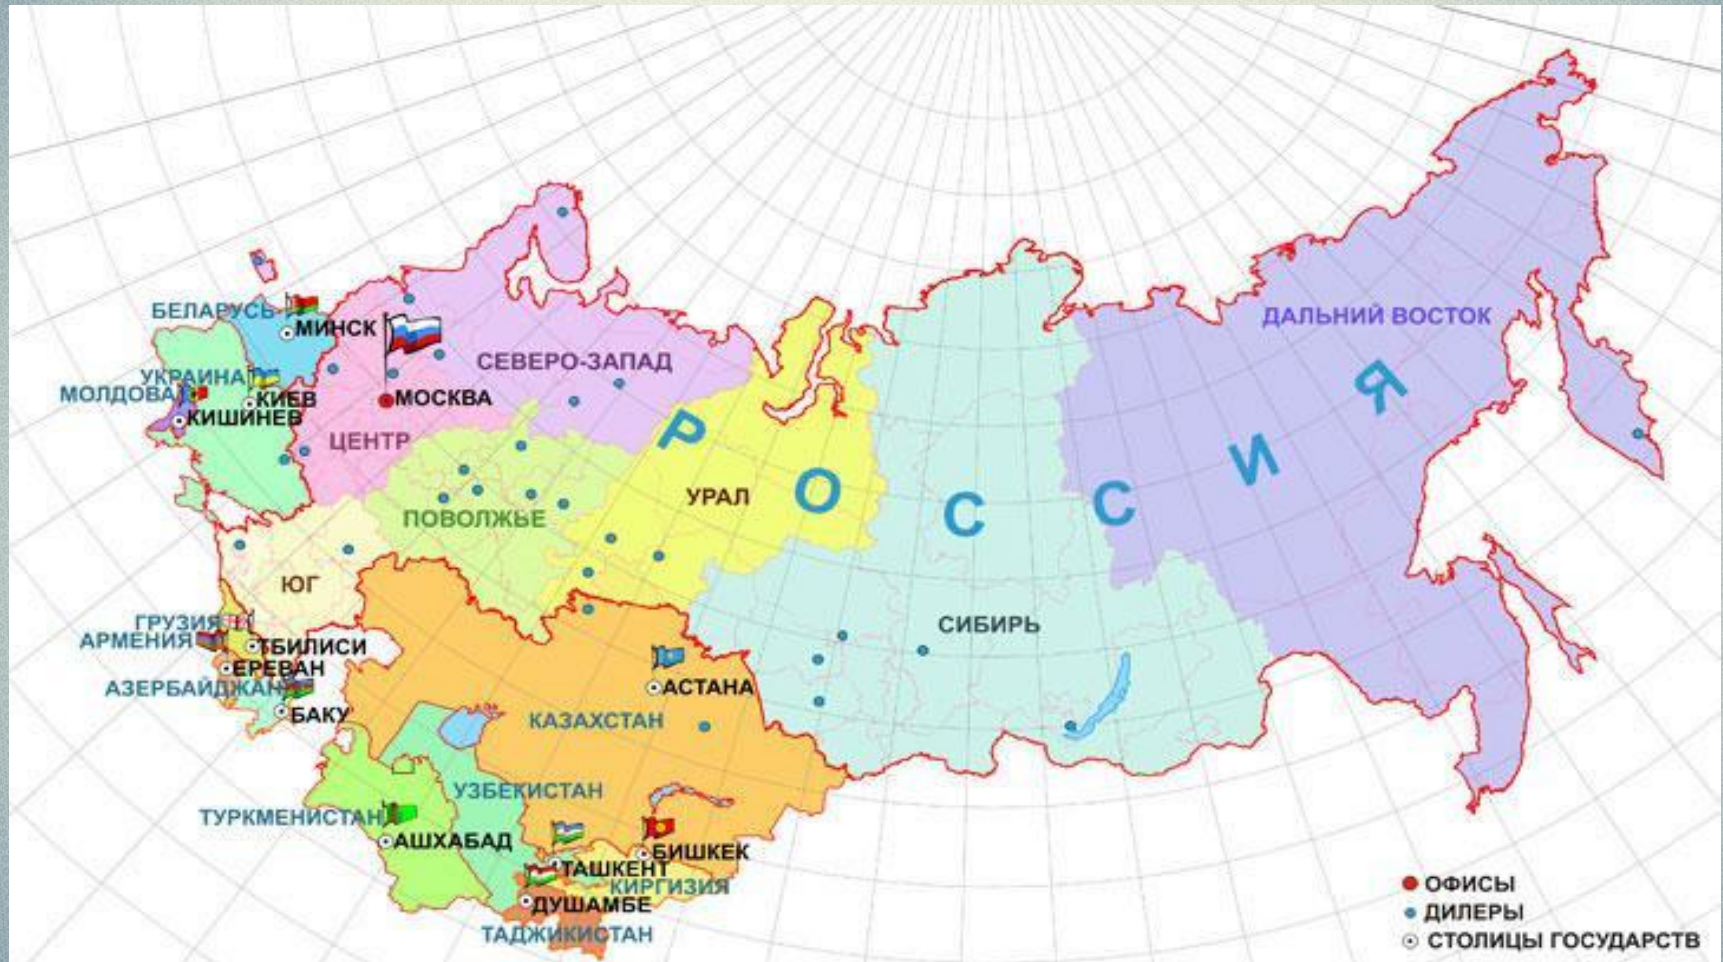 БЕЛАРУСЬ
МИНСК
УКРАИНА
КИЕВ
МОЛДОВА
КИШИНЕВ
МОСКВА
ЦЕНТР
СЕВЕРО-ЗАПАД
ДАЛЬНИЙ ВОСТОК
РОССИЯ
УРАЛ
ПОВОЛЖЬЕ
ЮГ
СИБИРЬ
ГРУЗИЯ
АРМЕНИЯ
ТБИЛИСИ
ЕРЕВАН
АЗЕРБАЙДЖАН
БАКУ
АСТАНА
КАЗАХСТАН
УЗБЕКИСТАН
ТУРКМЕНИСТАН
АШХАБАД
БИШКЕК
ТАШКЕНТ
КИРГИЗИЯ
ДУШАМБЕ
ТАДЖИКИСТАН
ОФИСЫ
ДИЛЕРЫ
СТОЛИЦЫ ГОСУДАРСТВ